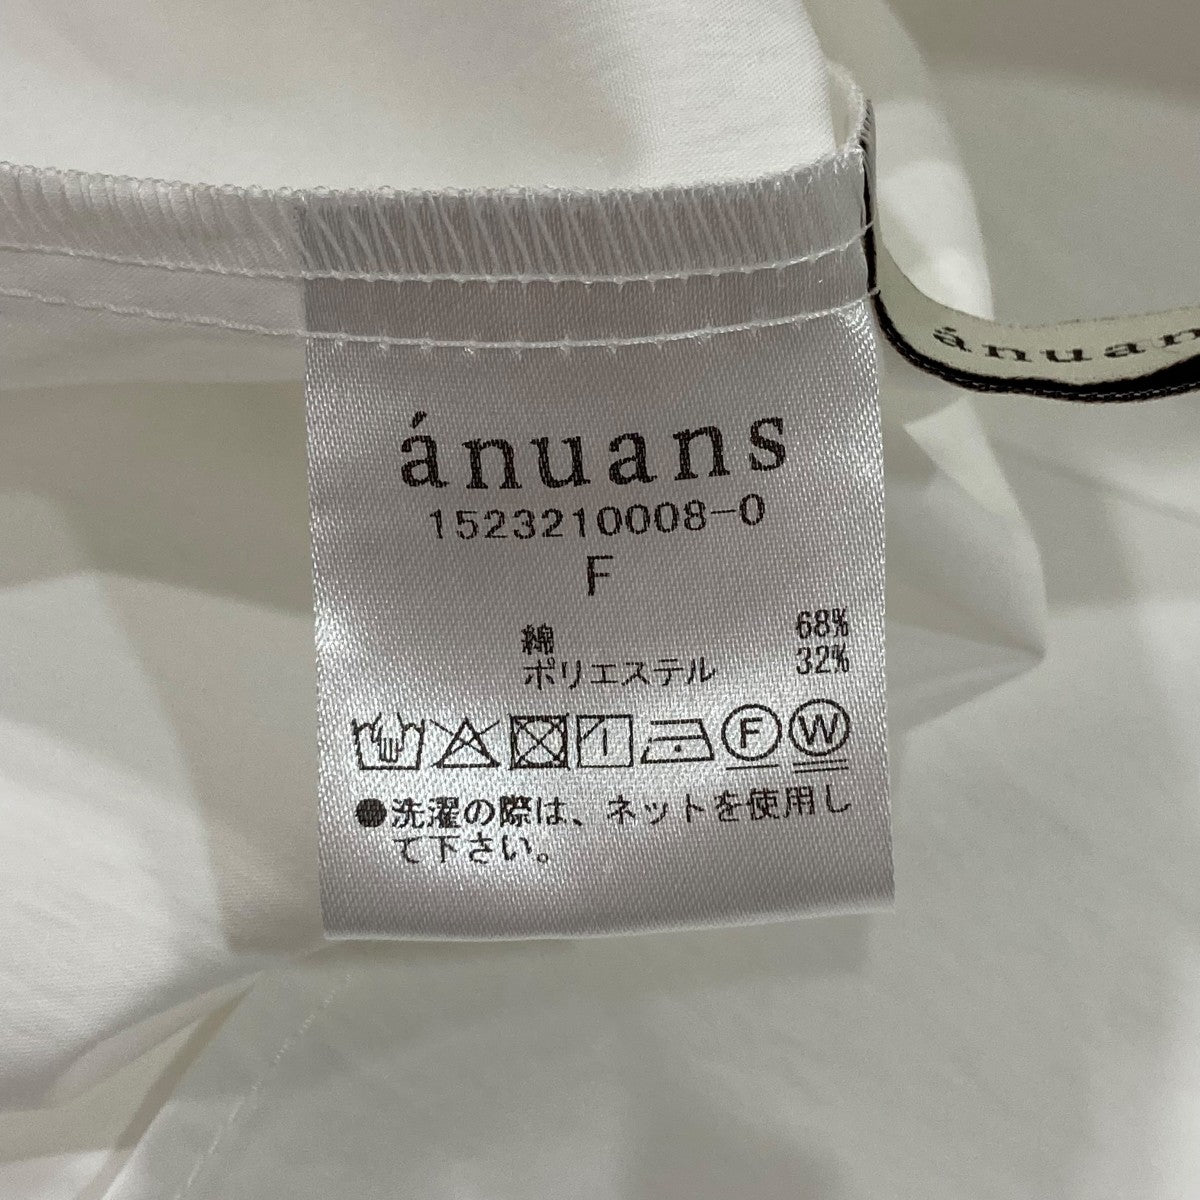 ánuans
ánuans
1523210008-0
F
綿 68%
ポリエステル 32%
F W
●洗濯の際は、ネットを使用し
て下さい。